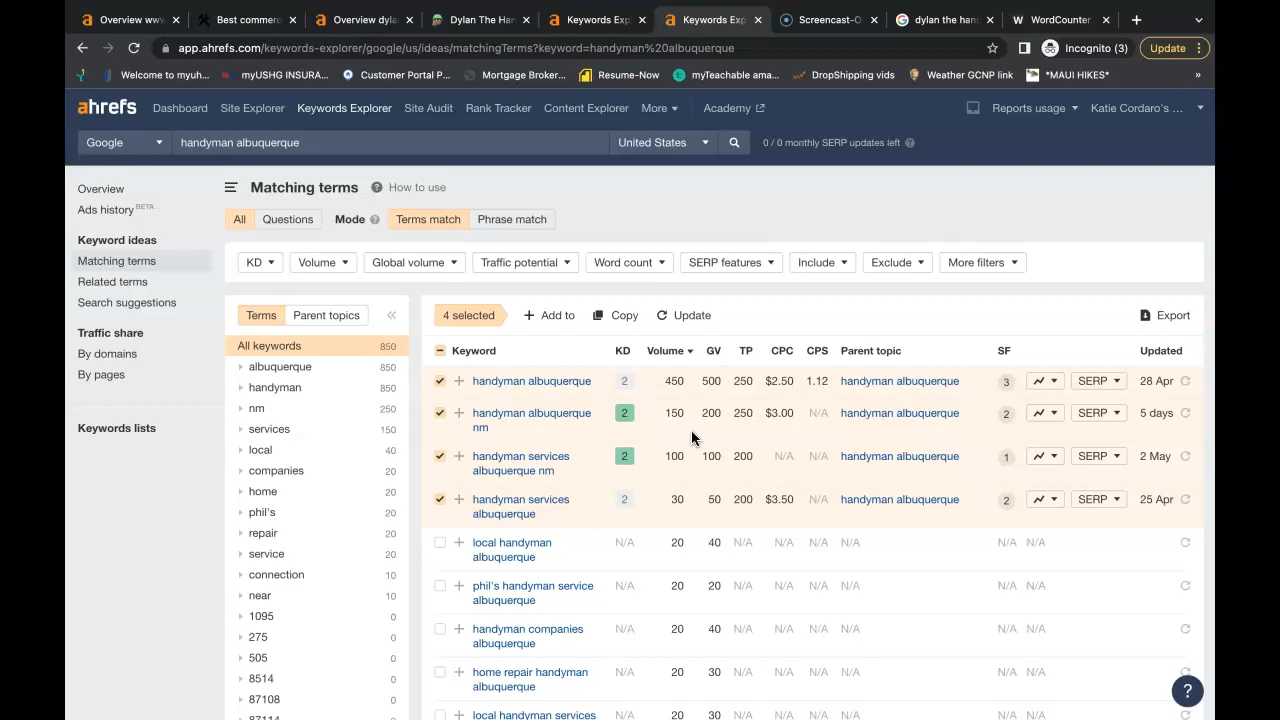 Overview www
Best commer
Overview dyla
Dylan The Han
Keywords Exp
Keywords Exp
Screencast-O
dylan the han
WordCounter
app.ahrefs.com/keywords-explorer/google/us/ideas/matchingTerms?keyword=handyman%20albuquerque
Incognito (3)
Update
Welcome to myuh...
myUSHG INSURA...
Customer Portal P...
Mortgage Broker...
Resume-Now
myTeachable ama...
DropShipping vids
Weather GCNP link
*MAUI HIKES*
»
ahrefs
Dashboard
Site Explorer
Keywords Explorer
Site Audit
Rank Tracker
Content Explorer
More
Academy
Reports usage
Katie Cordaro's ...
Google
handyman albuquerque
United States
0 / 0 monthly SERP updates left
Overview
Ads history BETA
Keyword ideas
Matching terms
Related terms
Search suggestions
Traffic share
By domains
By pages
Keywords lists
Matching terms
? How to use
All
Questions
Mode
Terms match
Phrase match
KD
Volume
Global volume
Traffic potential
Word count
SERP features
Include
Exclude
More filters
Terms
Parent topics
All keywords 850
albuquerque 850
handyman 850
nm 250
services 150
local 40
companies 20
home 20
phil's 20
repair 20
service 20
connection 10
near 10
1095 0
275 0
505 0
8514 0
87108 0
87114 0
4 selected
+ Add to
Copy
Update
Export
Keyword KD Volume GV TP CPC CPS Parent topic SF Updated
handyman albuquerque 2 450 500 250 $2.50 1.12 handyman albuquerque 3 SERP 28 Apr
handyman albuquerque 2 150 200 250 $3.00 N/A handyman albuquerque 2 SERP 5 days
nm
handyman services 2 100 100 200 N/A N/A handyman albuquerque 1 SERP 2 May
albuquerque nm
handyman services 2 30 50 200 $3.50 N/A handyman albuquerque 2 SERP 25 Apr
albuquerque
local handyman N/A 20 40 N/A N/A N/A N/A N/A N/A
albuquerque
phil's handyman service N/A 20 20 N/A N/A N/A N/A N/A N/A
albuquerque
handyman companies N/A 20 40 N/A N/A N/A N/A N/A N/A
albuquerque
home repair handyman N/A 20 30 N/A N/A N/A N/A N/A N/A
albuquerque
local handyman services N/A 20 30 N/A N/A N/A N/A N/A N/A
?